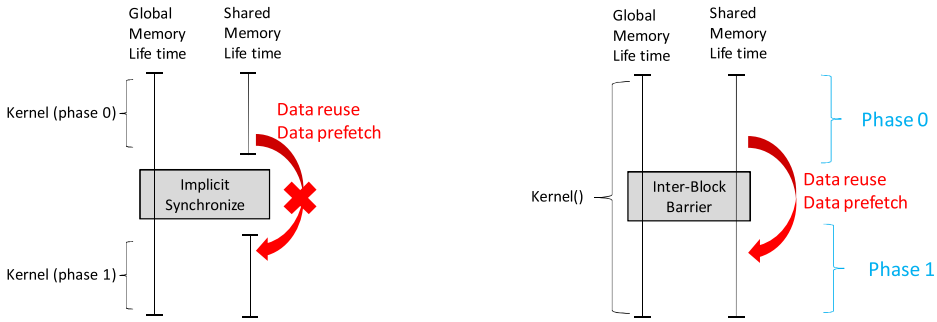 Global
Memory
Life time
Shared
Memory
Life time
Kernel (phase 0)
Data reuse
Data prefetch
Implicit
Synchronize
Kernel (phase 1)
Global
Memory
Life time
Shared
Memory
Life time
Phase 0
Kernel()
Inter-Block
Barrier
Data reuse
Data prefetch
Phase 1